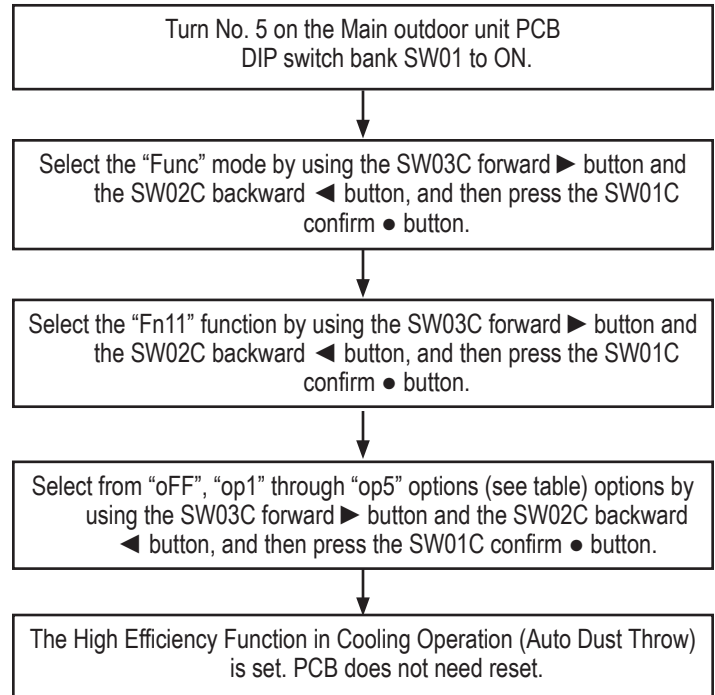 Turn No. 5 on the Main outdoor unit PCB
DIP switch bank SW01 to ON.
Select the “Func” mode by using the SW03C forward ► button and
the SW02C backward ◄ button, and then press the SW01C
confirm ● button.
Select the “Fn11” function by using the SW03C forward ► button and
the SW02C backward ◄ button, and then press the SW01C
confirm ● button.
Select from “oFF”, “op1” through “op5” options (see table) options by
using the SW03C forward ► button and the SW02C backward
◄ button, and then press the SW01C confirm ● button.
The High Efficiency Function in Cooling Operation (Auto Dust Throw)
is set. PCB does not need reset.